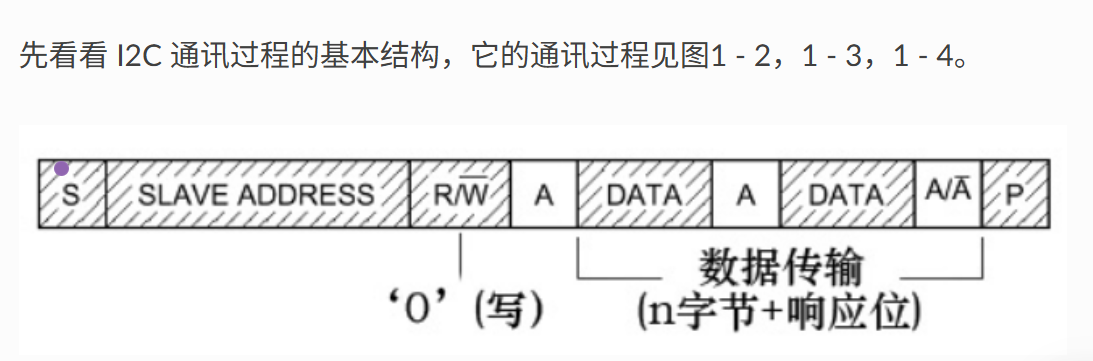 先看看 I2C 通讯过程的基本结构，它的通讯过程见图1 - 2，1 - 3，1 - 4。
S SLAVE ADDRESS R/W̅ A DATA A DATA A/A̅ P
‘0’(写) 数据传输
(n字节+响应位)